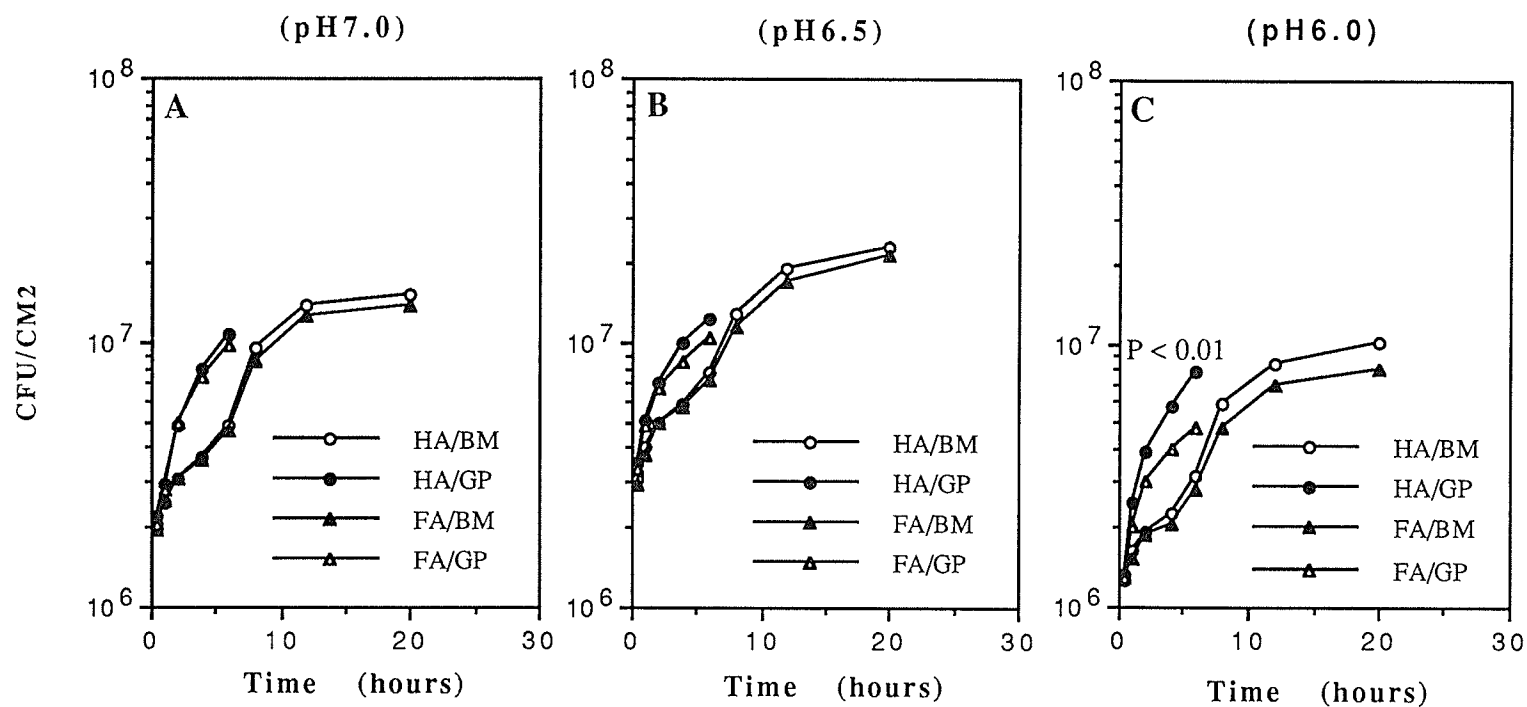 (pH7.0)
(pH6.5)
(pH6.0)
CFU/CM2
10^8
10^7
10^6
A
HA/BM
HA/GP
FA/BM
FA/GP
0 10 20 30
Time (hours)
10^8
10^7
10^6
B
HA/BM
HA/GP
FA/BM
FA/GP
0 10 20 30
Time (hours)
10^8
10^7
10^6
C
P < 0.01
HA/BM
HA/GP
FA/BM
FA/GP
0 10 20 30
Time (hours)